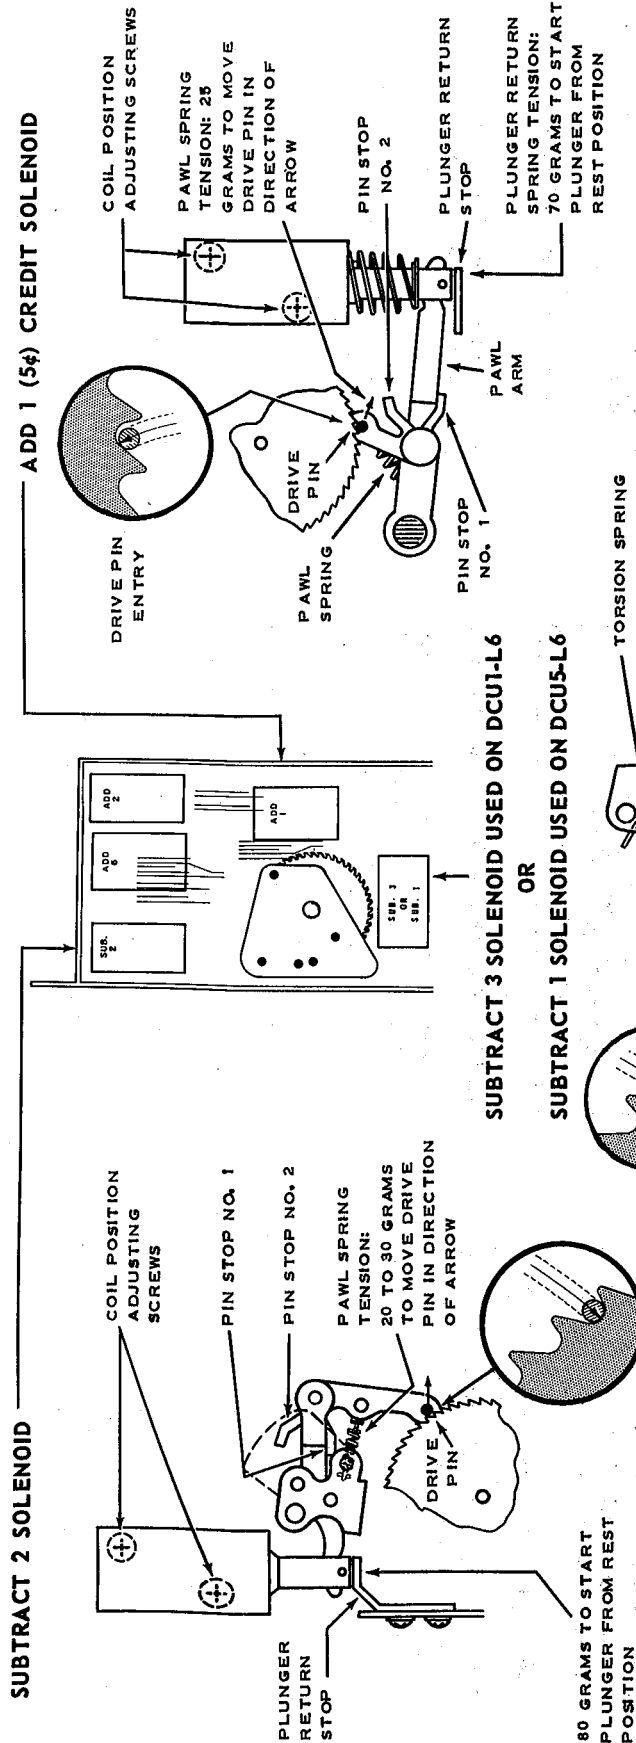 SUBTRACT 2 SOLENOID
ADD 1 (5¢) CREDIT SOLENOID
COIL POSITION
ADJUSTING
SCREWS
PIN STOP NO. 1
PIN STOP NO. 2
PAWL SPRING
TENSION:
20 TO 30 GRAMS
TO MOVE DRIVE
PIN IN DIRECTION
OF ARROW
PLUNGER
RETURN
STOP
DRIVE
PIN
80 GRAMS TO START
PLUNGER FROM REST
POSITION
SUB.
2
ADD
6
ADD
2
ADD
1
SUB. 3
OR
SUB. 1
SUBTRACT 3 SOLENOID USED ON DCU1-L6
OR
SUBTRACT 1 SOLENOID USED ON DCU5-L6
DRIVE PIN
ENTRY
COIL POSITION
ADJUSTING SCREWS
PAWL SPRING
TENSION: 25
GRAMS TO MOVE
DRIVE PIN IN
DIRECTION OF
ARROW
PIN STOP
NO. 2
PLUNGER RETURN
STOP
PLUNGER RETURN
SPRING TENSION:
70 GRAMS TO START
PLUNGER FROM
REST POSITION
DRIVE
PIN
PAWL
SPRING
PAWL
ARM
PIN STOP
NO. 1
TORSION SPRING